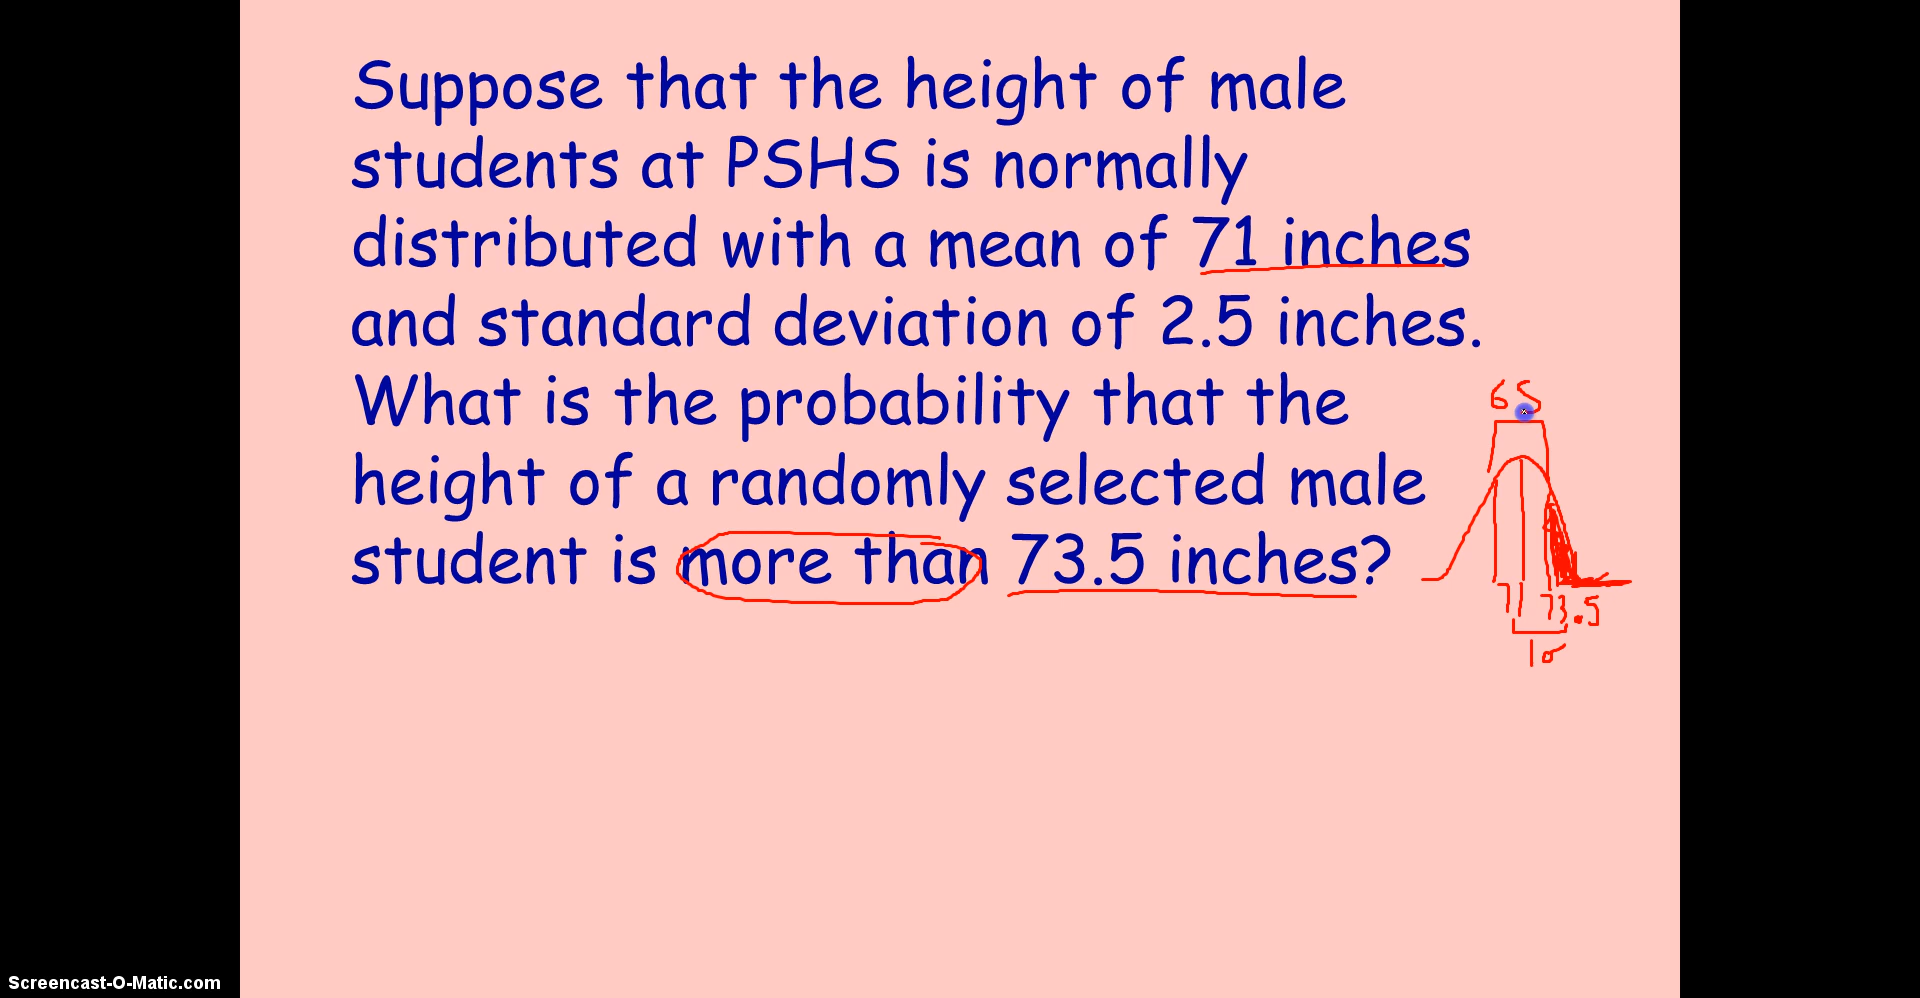 Suppose that the height of male
students at PSHS is normally
distributed with a mean of 71 inches
and standard deviation of 2.5 inches.
What is the probability that the
height of a randomly selected male
student is more than 73.5 inches?
65
71 73.5
1σ
Screencast-O-Matic.com